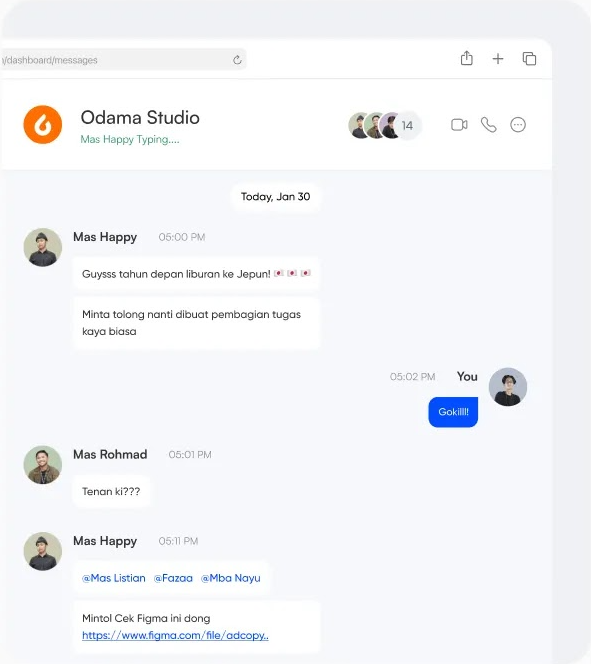 /dashboard/messages
Odama Studio
Mas Happy Typing....
14
Today, Jan 30
Mas Happy 05:00 PM
Guysss tahun depan liburan ke Jepun! 🇯🇵 🇯🇵 🇯🇵
Minta tolong nanti dibuat pembagian tugas
kaya biasa
05:02 PM You
Gokilll!
Mas Rohmad 05:01 PM
Tenan ki???
Mas Happy 05:11 PM
@Mas Listian @Fazaa @Mba Nayu
Mintol Cek Figma ini dong
https://www.figma.com/file/adcopy..